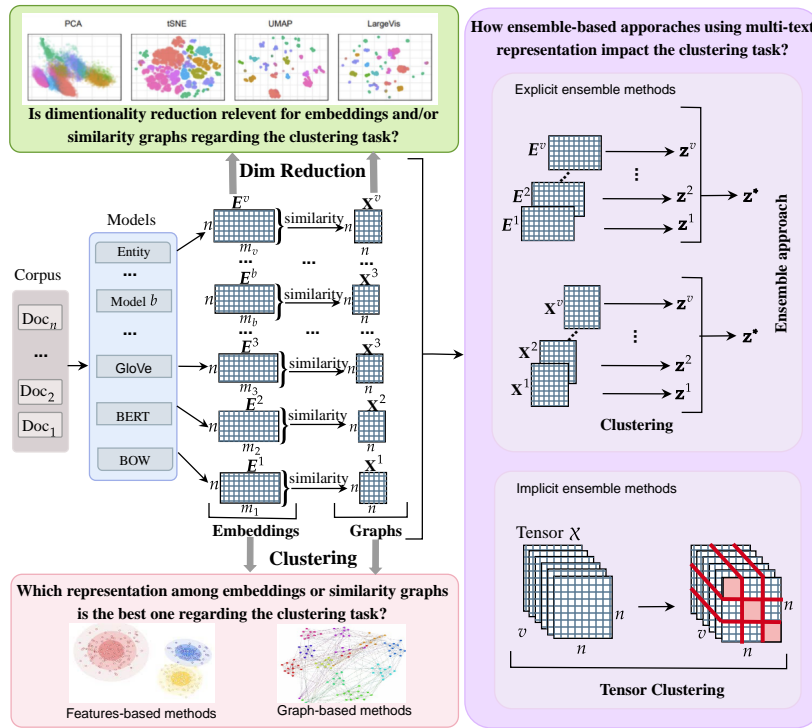 PCA
tSNE
UMAP
LargeVis
Is dimentionality reduction relevent for embeddings and/or
similarity graphs regarding the clustering task?
Dim Reduction
Corpus
Doc_n
...
Doc_2
Doc_1
Models
Entity
...
Model b
...
GloVe
BERT
BOW
E^v
n
m_v
similarity
X^v
n
n
... ... ...
E^b
n
m_b
similarity
X^3
n
n
... ... ...
E^3
n
m_3
similarity
X^3
n
n
E^2
n
m_2
similarity
X^2
n
n
E^1
n
m_1
similarity
X^1
n
n
Embeddings
Graphs
Clustering
Which representation among embeddings or similarity graphs
is the best one regarding the clustering task?
Features-based methods
Graph-based methods
How ensemble-based apporaches using multi-text
representation impact the clustering task?
Explicit ensemble methods
E^v
z^v
...
E^2
z^2
E^1
z^1
z*
X^v
z^v
...
X^2
z^2
X^1
z^1
z*
Clustering
Ensemble approach
Implicit ensemble methods
Tensor X
n
v
n
n
v
n
Tensor Clustering